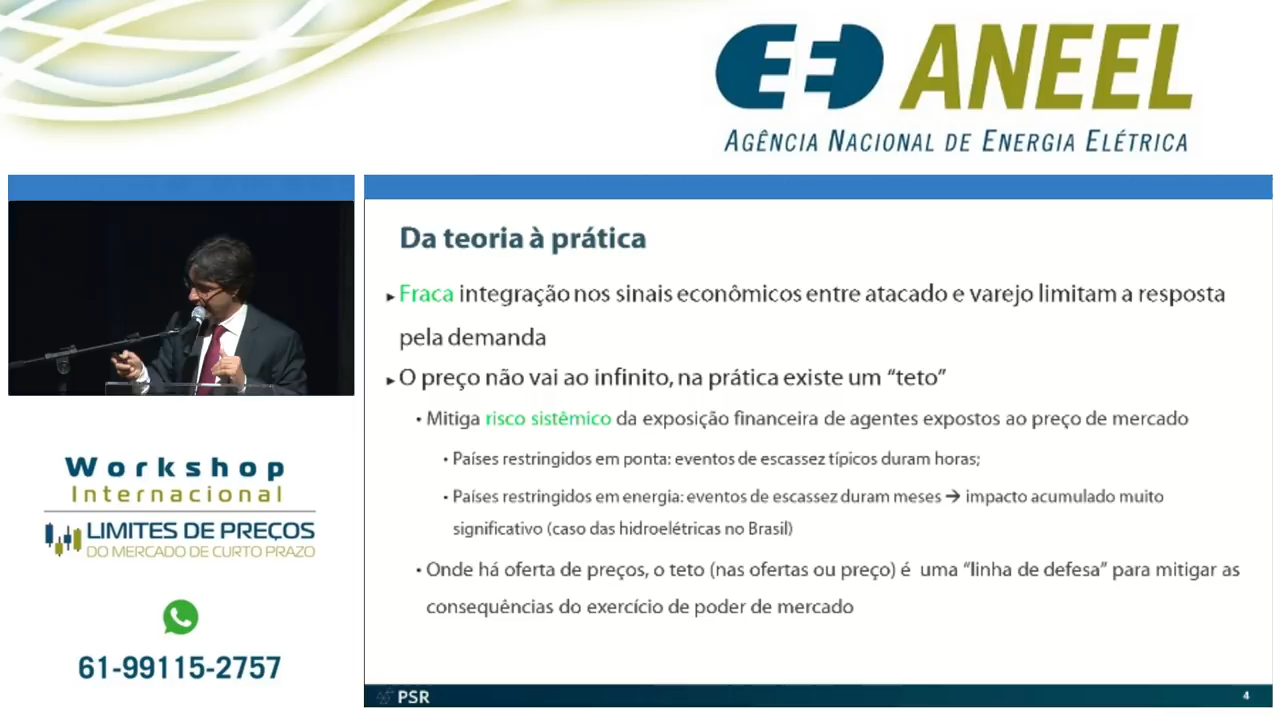 ANEEL
AGÊNCIA NACIONAL DE ENERGIA ELÉTRICA
Da teoria à prática
▸ Fraca integração nos sinais econômicos entre atacado e varejo limitam a resposta
pela demanda
▸ O preço não vai ao infinito, na prática existe um “teto”
• Mitiga risco sistêmico da exposição financeira de agentes expostos ao preço de mercado
• Países restringidos em ponta: eventos de escassez típicos duram horas;
• Países restringidos em energia: eventos de escassez duram meses → impacto acumulado muito
significativo (caso das hidroelétricas no Brasil)
• Onde há oferta de preços, o teto (nas ofertas ou preço) é uma “linha de defesa” para mitigar as
consequências do exercício de poder de mercado
PSR
4
Workshop
Internacional
LIMITES DE PREÇOS
DO MERCADO DE CURTO PRAZO
61-99115-2757